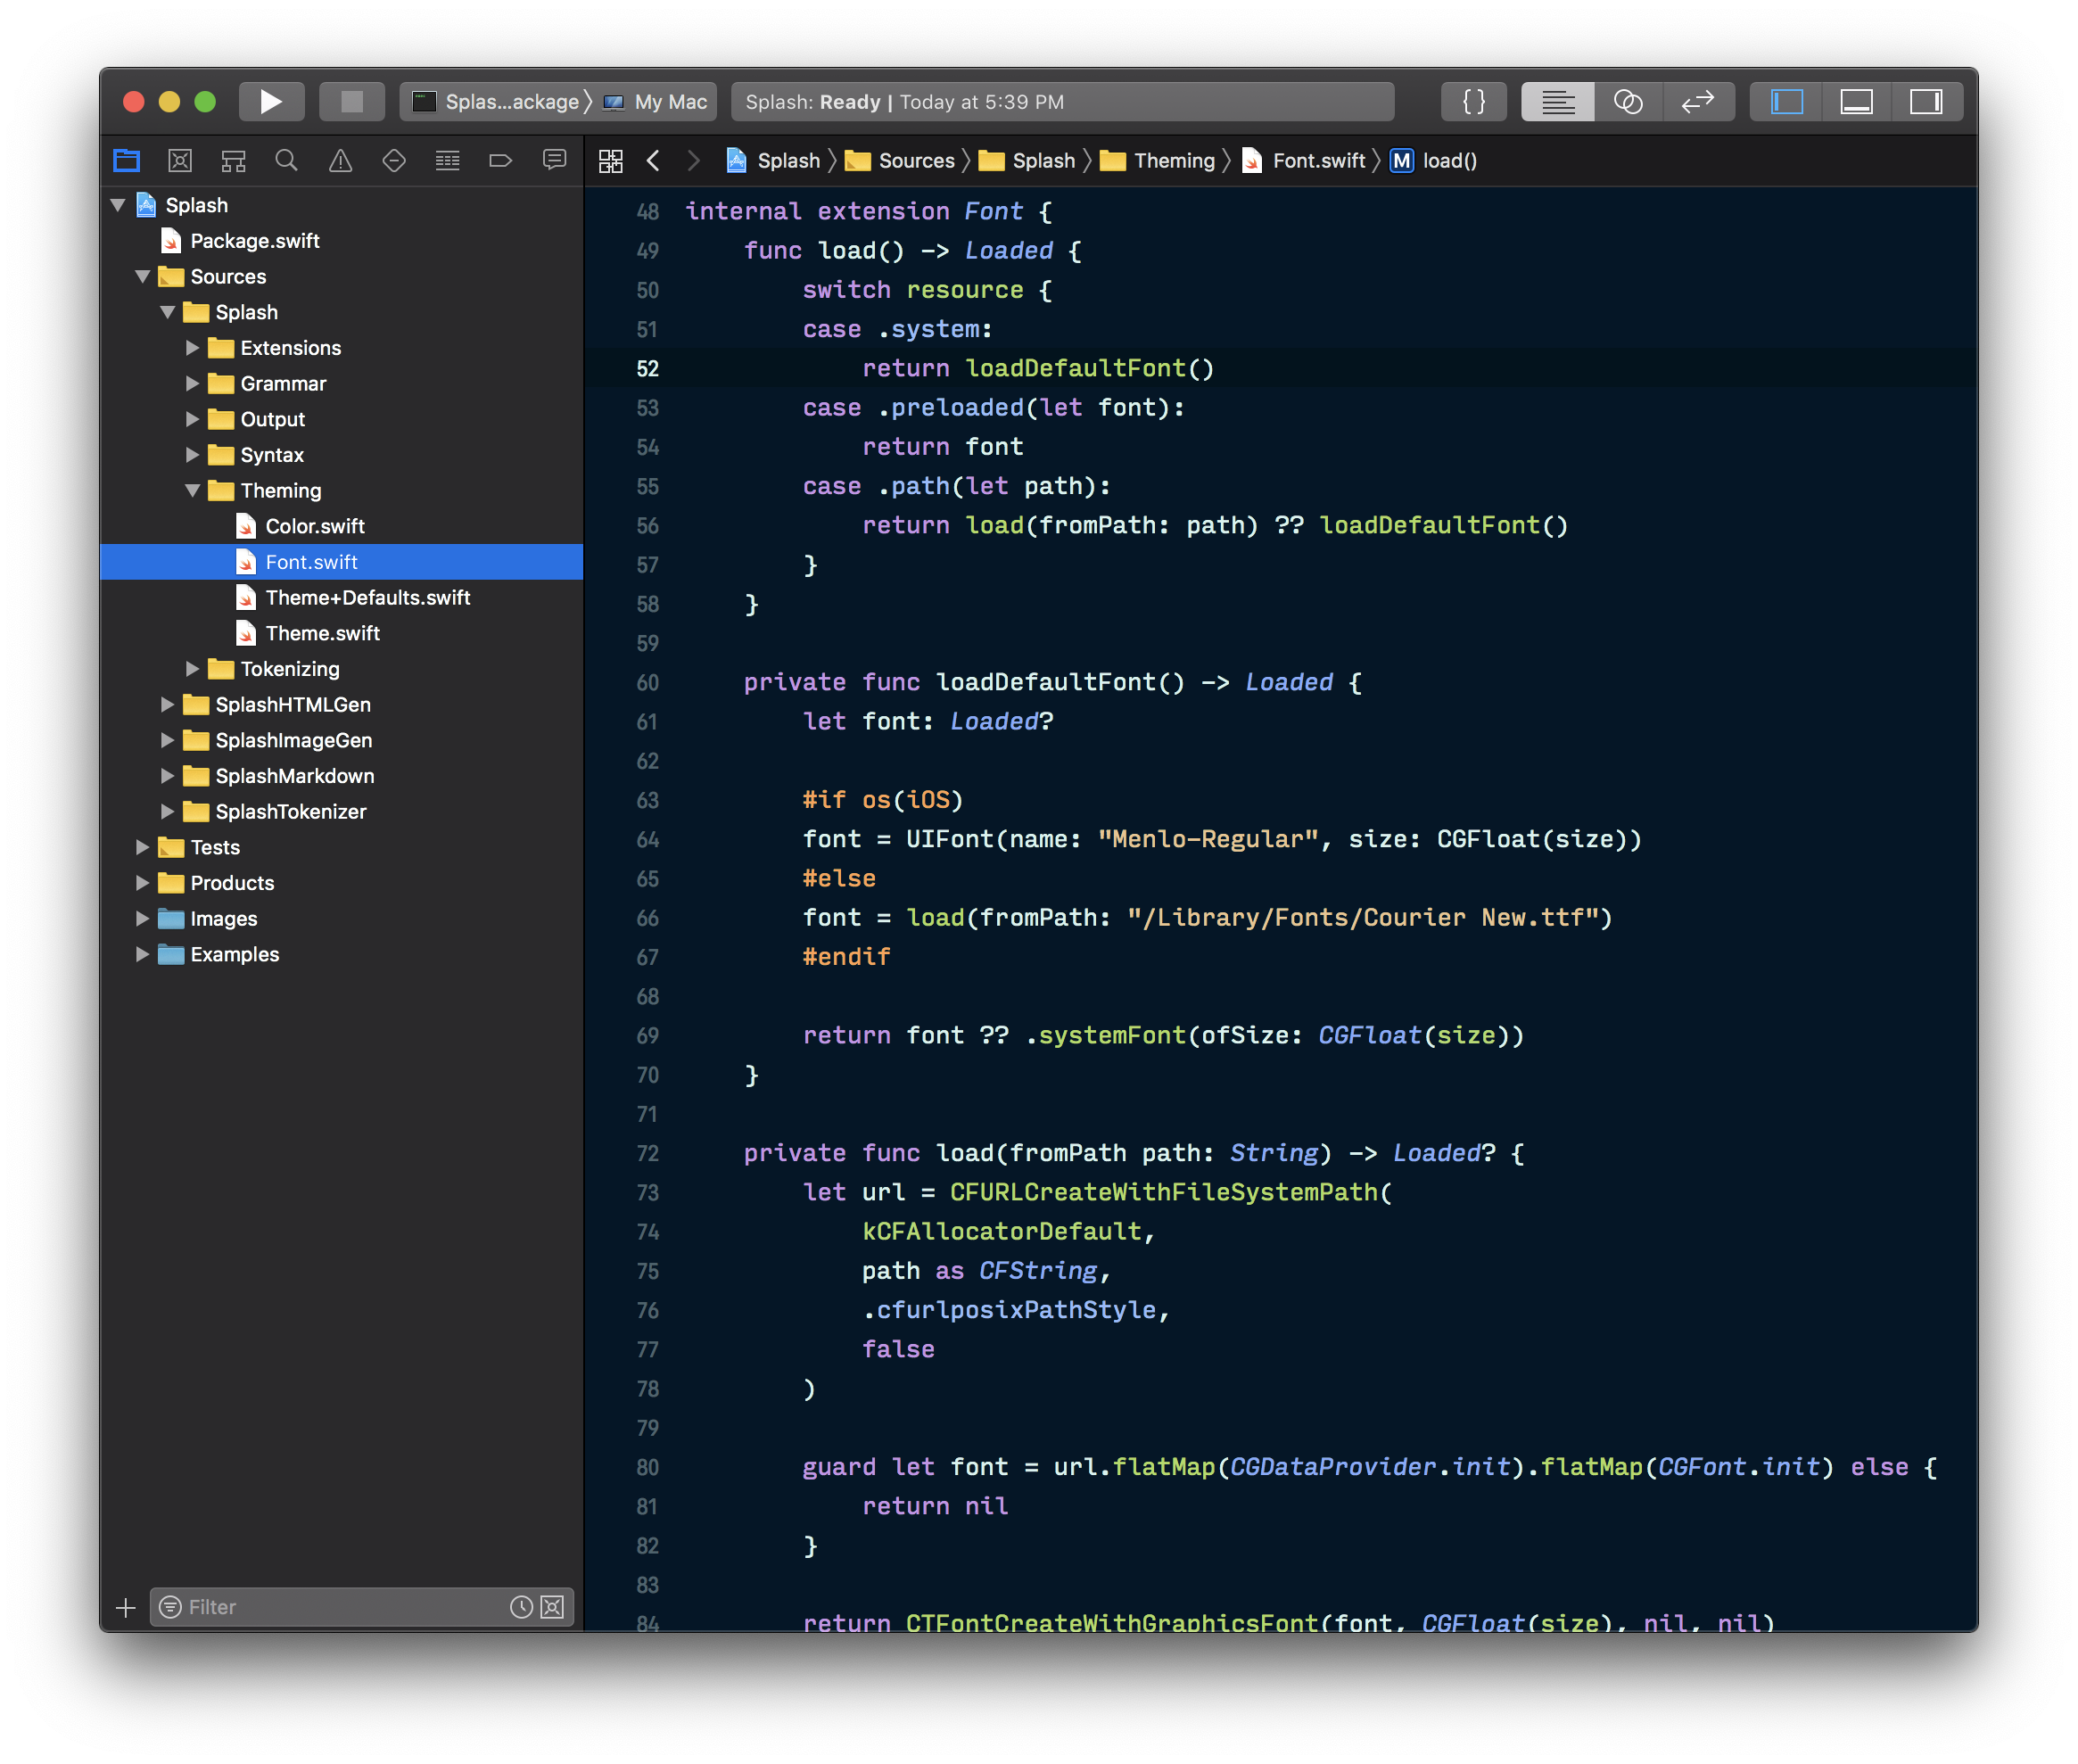 Splas...ackage My Mac Splash: Ready | Today at 5:39 PM {}
Splash Sources Splash Theming Font.swift M load()
Splash
Package.swift
Sources
Splash
Extensions
Grammar
Output
Syntax
Theming
Color.swift
Font.swift
Theme+Defaults.swift
Theme.swift
Tokenizing
SplashHTMLGen
SplashImageGen
SplashMarkdown
SplashTokenizer
Tests
Products
Images
Examples
Filter
48 internal extension Font {
49     func load() -> Loaded {
50         switch resource {
51         case .system:
52             return loadDefaultFont()
53         case .preloaded(let font):
54             return font
55         case .path(let path):
56             return load(fromPath: path) ?? loadDefaultFont()
57         }
58     }
59
60     private func loadDefaultFont() -> Loaded {
61         let font: Loaded?
62
63         #if os(iOS)
64         font = UIFont(name: "Menlo-Regular", size: CGFloat(size))
65         #else
66         font = load(fromPath: "/Library/Fonts/Courier New.ttf")
67         #endif
68
69         return font ?? .systemFont(ofSize: CGFloat(size))
70     }
71
72     private func load(fromPath path: String) -> Loaded? {
73         let url = CFURLCreateWithFileSystemPath(
74             kCFAllocatorDefault,
75             path as CFString,
76             .cfurlposixPathStyle,
77             false
78         )
79
80         guard let font = url.flatMap(CGDataProvider.init).flatMap(CGFont.init) else {
81             return nil
82         }
83
84         return CTFontCreateWithGraphicsFont(font, CGFloat(size), nil, nil)